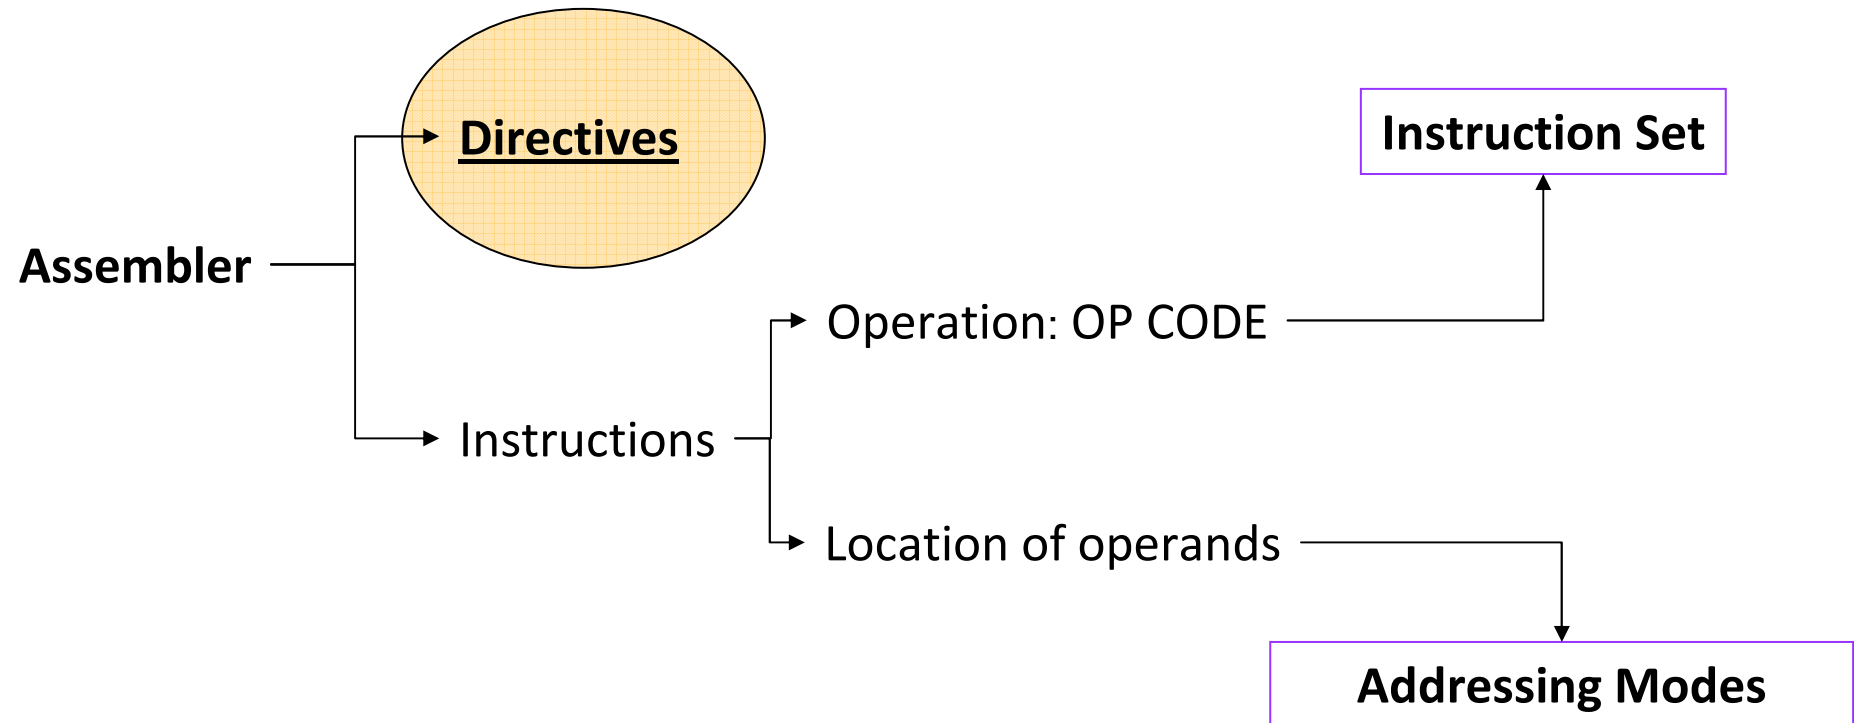 Directives
Instruction Set
Assembler
Operation: OP CODE
Instructions
Location of operands
Addressing Modes